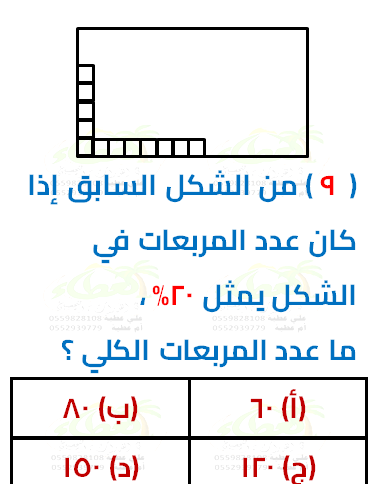 ( ٩ ) من الشكل السابق إذا
كان عدد المربعات في
الشكل يمثل ٢٠%،
ما عدد المربعات الكلي ؟
(أ) ٦٠
(ب) ٨٠
(ج) ١٢٠
(د) ١٥٠